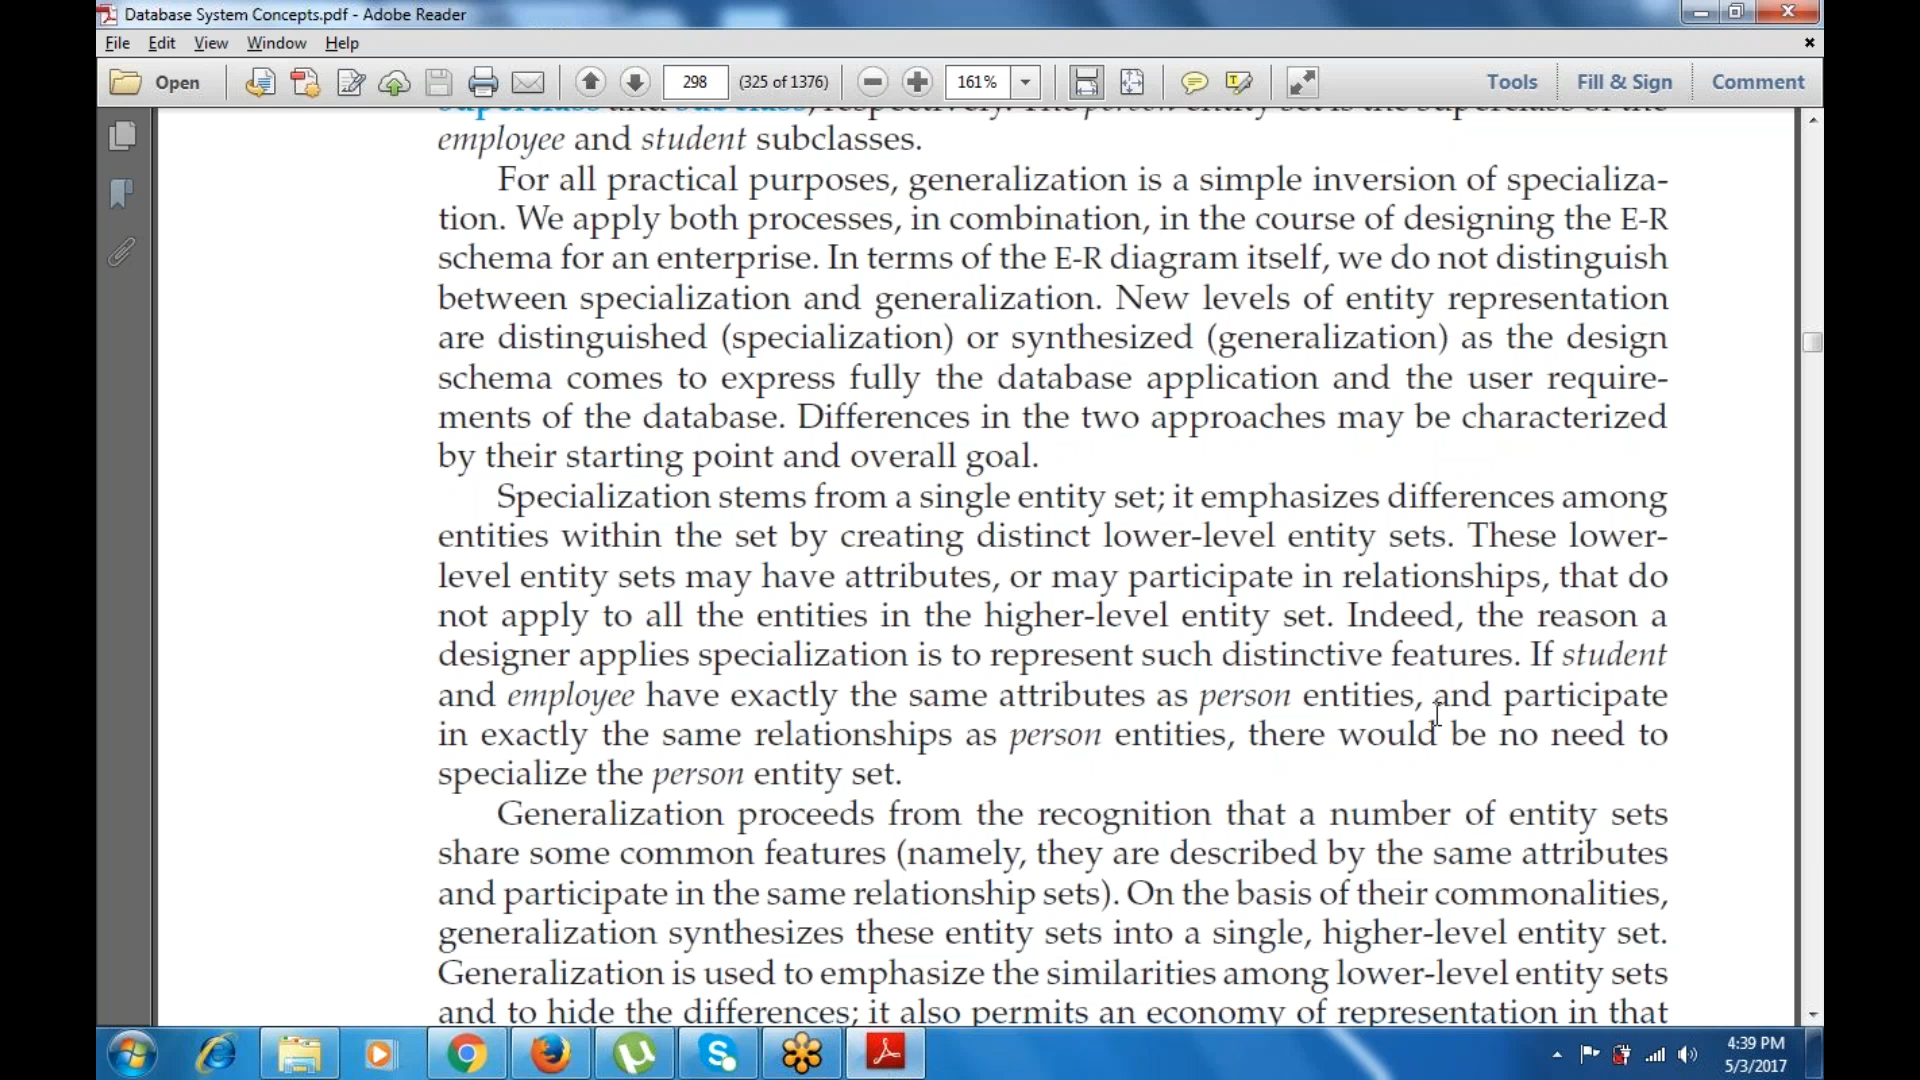 Database System Concepts.pdf - Adobe Reader
File Edit View Window Help
Open 298 (325 of 1376) 161% Tools Fill & Sign Comment
superclass and subclass, respectively. The person entity set is the superclass of the
employee and student subclasses.
For all practical purposes, generalization is a simple inversion of specializa-
tion. We apply both processes, in combination, in the course of designing the E-R
schema for an enterprise. In terms of the E-R diagram itself, we do not distinguish
between specialization and generalization. New levels of entity representation
are distinguished (specialization) or synthesized (generalization) as the design
schema comes to express fully the database application and the user require-
ments of the database. Differences in the two approaches may be characterized
by their starting point and overall goal.
Specialization stems from a single entity set; it emphasizes differences among
entities within the set by creating distinct lower-level entity sets. These lower-
level entity sets may have attributes, or may participate in relationships, that do
not apply to all the entities in the higher-level entity set. Indeed, the reason a
designer applies specialization is to represent such distinctive features. If student
and employee have exactly the same attributes as person entities, and participate
in exactly the same relationships as person entities, there would be no need to
specialize the person entity set.
Generalization proceeds from the recognition that a number of entity sets
share some common features (namely, they are described by the same attributes
and participate in the same relationship sets). On the basis of their commonalities,
generalization synthesizes these entity sets into a single, higher-level entity set.
Generalization is used to emphasize the similarities among lower-level entity sets
and to hide the differences; it also permits an economy of representation in that
4:39 PM
5/3/2017